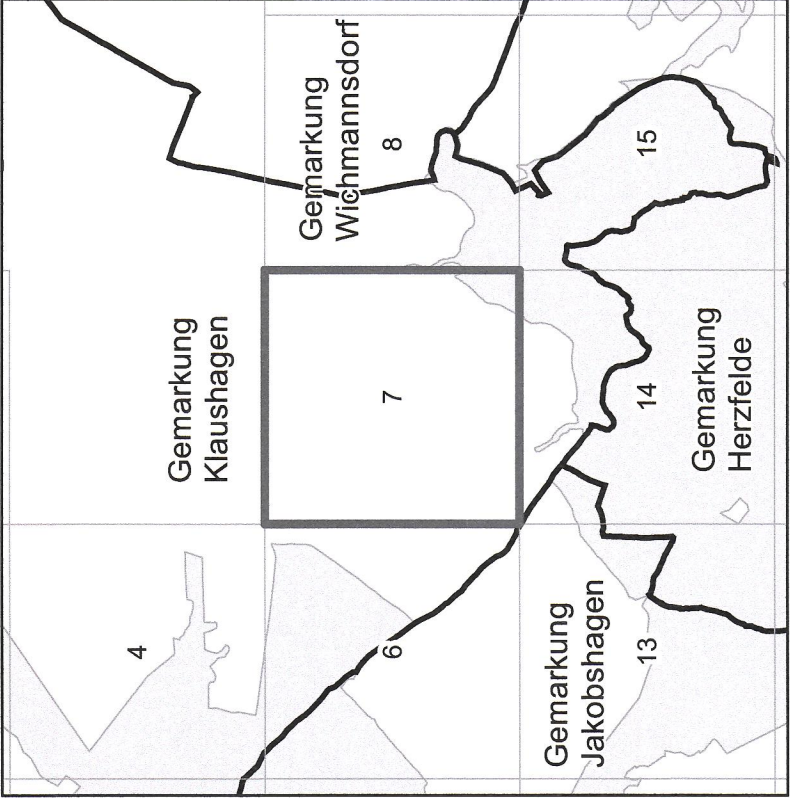 4
Gemarkung
Klaushagen
Gemarkung
Wichmannsdorf
6
7
8
Gemarkung
Jakobshagen
13
14
15
Gemarkung
Herzfelde